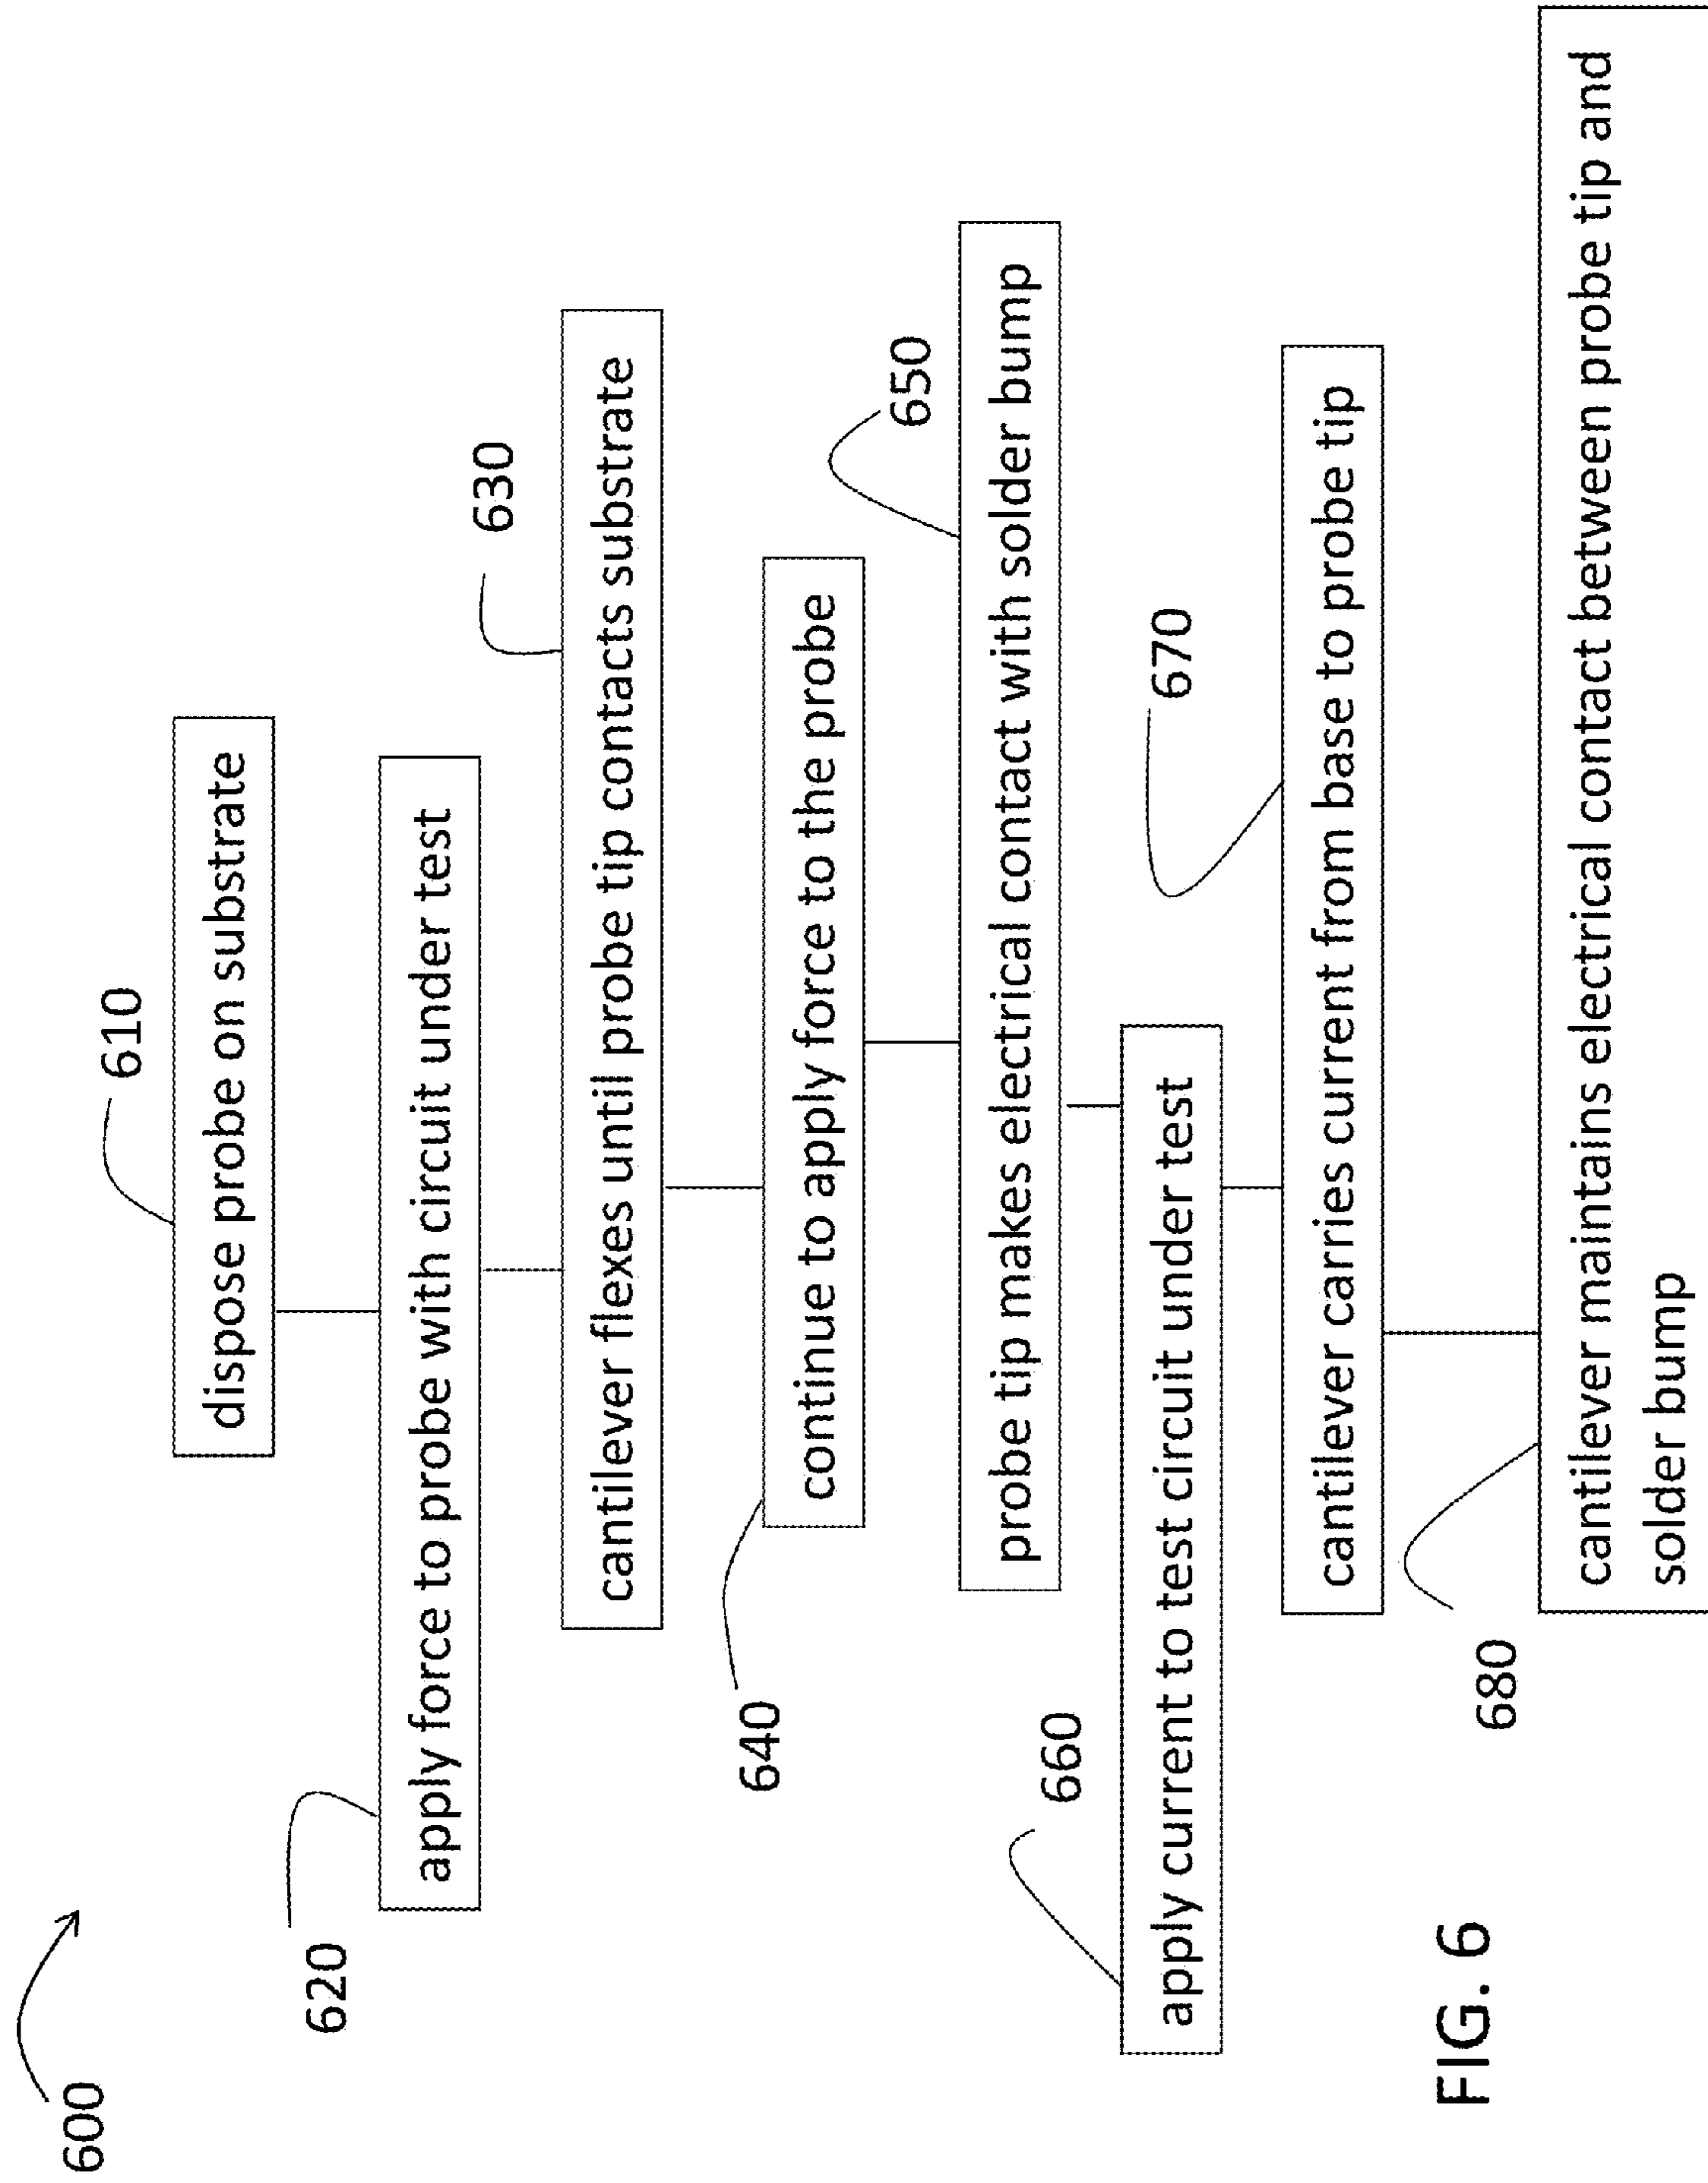 600
610
dispose probe on substrate
620
apply force to probe with circuit under test
630
cantilever flexes until probe tip contacts substrate
640
continue to apply force to the probe
650
probe tip makes electrical contact with solder bump
660
apply current to test circuit under test
670
cantilever carries current from base to probe tip
680
cantilever maintains electrical contact between probe tip and
solder bump
FIG. 6